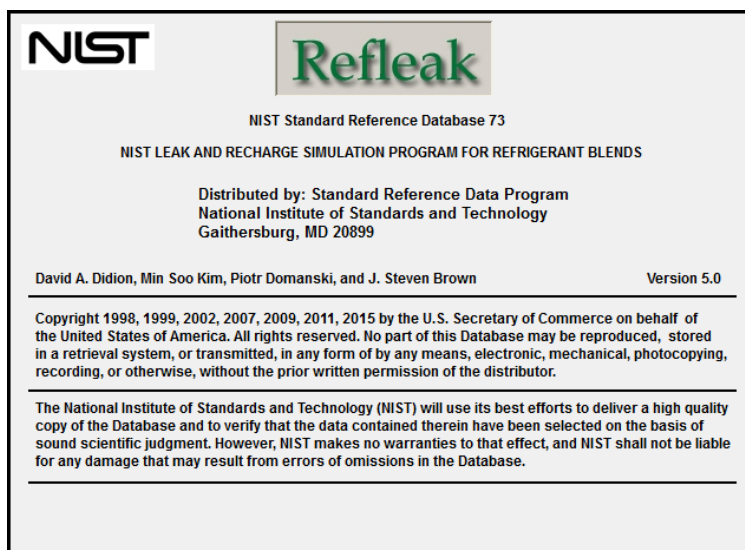 NIST
Refleak
NIST Standard Reference Database 73
NIST LEAK AND RECHARGE SIMULATION PROGRAM FOR REFRIGERANT BLENDS
Distributed by: Standard Reference Data Program
National Institute of Standards and Technology
Gaithersburg, MD 20899
David A. Didion, Min Soo Kim, Piotr Domanski, and J. Steven Brown Version 5.0
Copyright 1998, 1999, 2002, 2007, 2009, 2011, 2015 by the U.S. Secretary of Commerce on behalf of
the United States of America. All rights reserved. No part of this Database may be reproduced, stored
in a retrieval system, or transmitted, in any form of by any means, electronic, mechanical, photocopying,
recording, or otherwise, without the prior written permission of the distributor.
The National Institute of Standards and Technology (NIST) will use its best efforts to deliver a high quality
copy of the Database and to verify that the data contained therein have been selected on the basis of
sound scientific judgment. However, NIST makes no warranties to that effect, and NIST shall not be liable
for any damage that may result from errors of omissions in the Database.